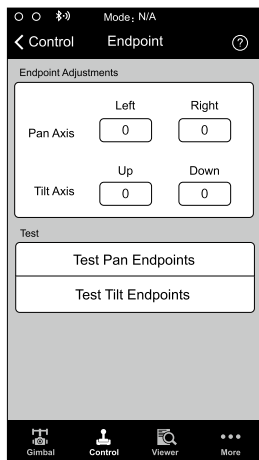 Mode: N/A
Control Endpoint ?
Endpoint Adjustments
Left Right
Pan Axis 0 0
Up Down
Tilt Axis 0 0
Test
Test Pan Endpoints
Test Tilt Endpoints
Gimbal Control Viewer More